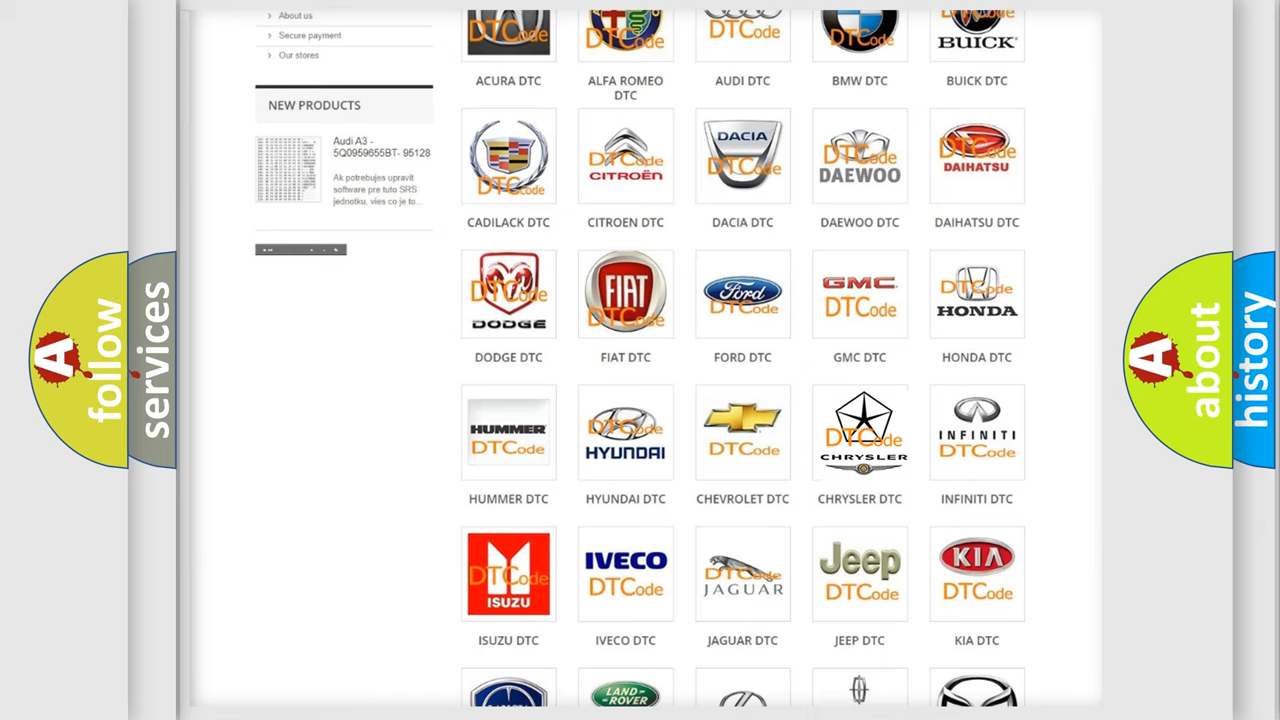 About us
Secure payment
Our stores
NEW PRODUCTS
Audi A3 -
5Q0959655BT- 95128
Ak potrebujes upravit
software pre tuto SRS
jednotku, vies co je to...
DTCode
DTCode
DTCode
DTCode
BUICK
ACURA DTC
ALFA ROMEO
DTC
AUDI DTC
BMW DTC
BUICK DTC
DTCode
DTCode
CITROËN
DACIA
DTCode
DTCode
DAEWOO
DTCode
DAIHATSU
CADILACK DTC
CITROEN DTC
DACIA DTC
DAEWOO DTC
DAIHATSU DTC
DTCode
DODGE
FIAT
DTCode
Ford
DTCode
GMC
DTCode
DTCode
HONDA
DODGE DTC
FIAT DTC
FORD DTC
GMC DTC
HONDA DTC
HUMMER
DTCode
DTCode
HYUNDAI
DTCode
DTCode
CHRYSLER
INFINITI
DTCode
HUMMER DTC
HYUNDAI DTC
CHEVROLET DTC
CHRYSLER DTC
INFINITI DTC
DTCode
ISUZU
IVECO
DTCode
DTCode
JAGUAR
Jeep
DTCode
KIA
DTCode
ISUZU DTC
IVECO DTC
JAGUAR DTC
JEEP DTC
KIA DTC
LAND-
ROVER
A
follow
services
A
about
history